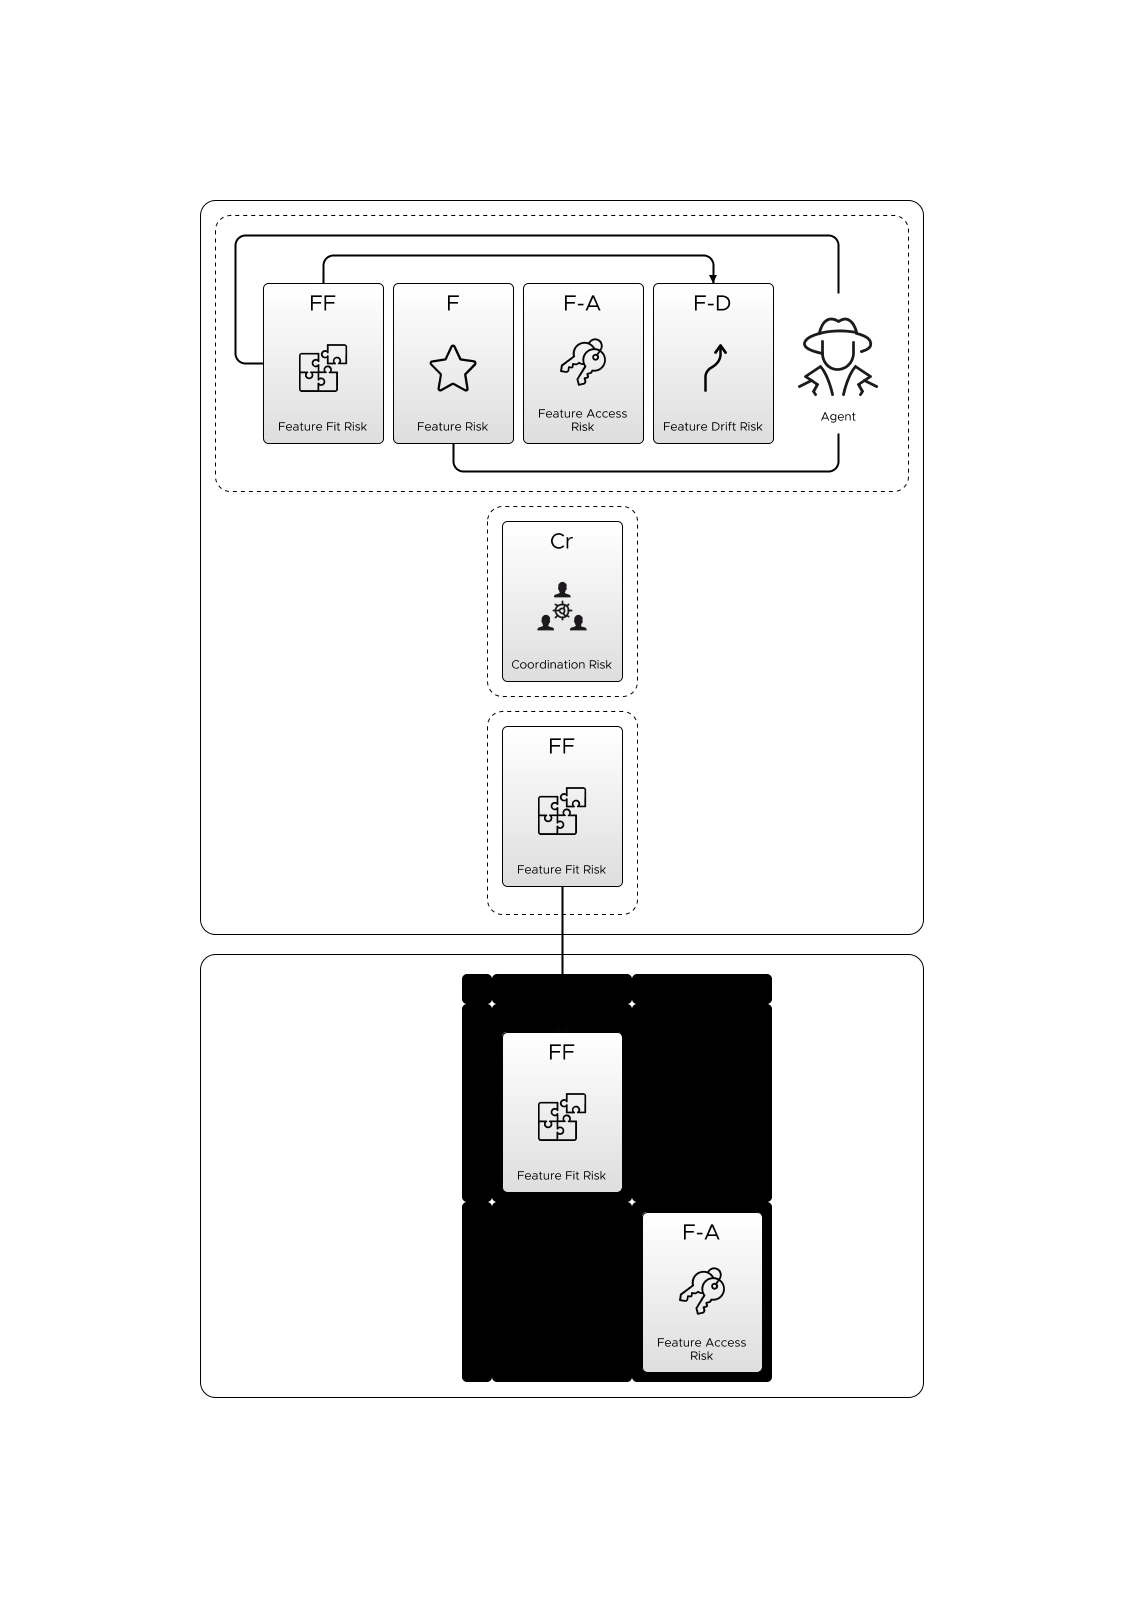 FF
Feature Fit Risk
F
Feature Risk
F-A
Feature Access
Risk
F-D
Feature Drift Risk
Agent
Cr
Coordination Risk
FF
Feature Fit Risk
FF
Feature Fit Risk
F-A
Feature Access
Risk